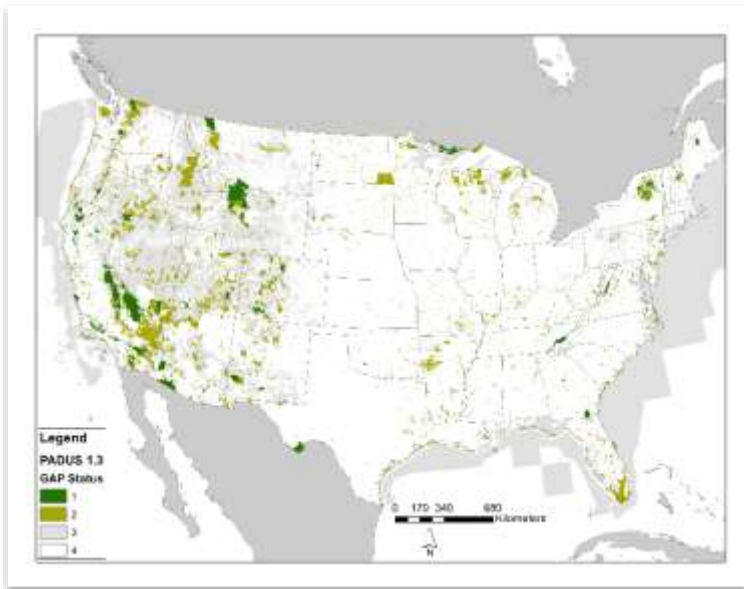 Legend
PADUS 1.3
GAP Status
1
2
3
4
0 170 340 680
Kilometers
N